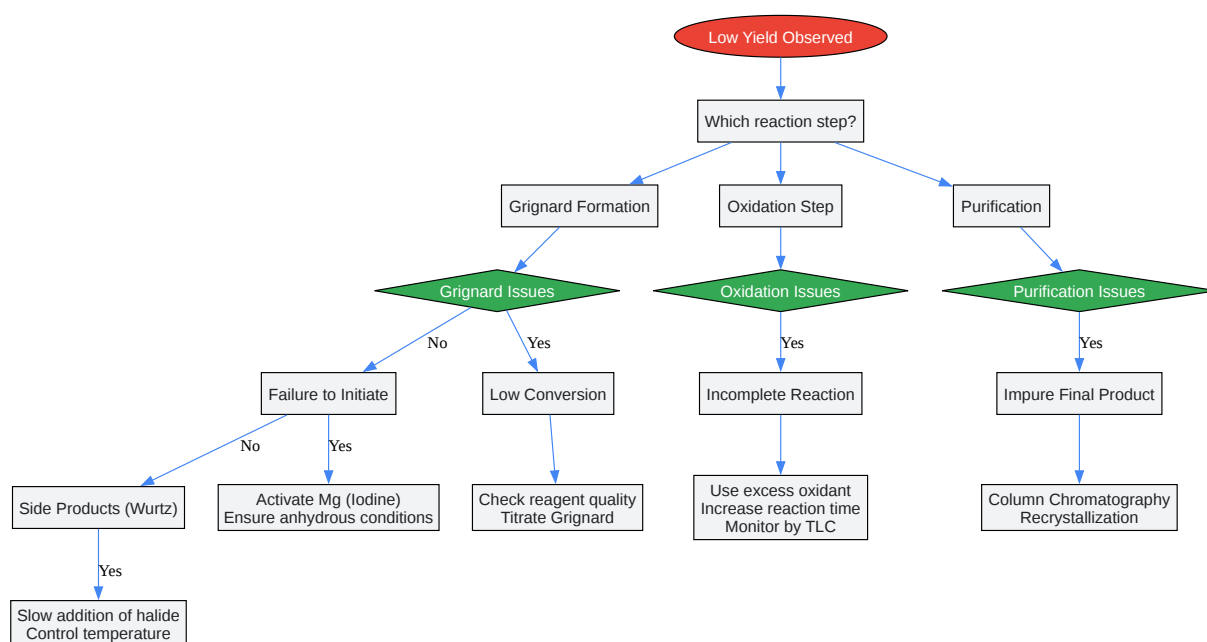 Low Yield Observed
Which reaction step?
Grignard Formation
Oxidation Step
Purification
Grignard Issues
Oxidation Issues
Purification Issues
No
Yes
Yes
Yes
Failure to Initiate
Low Conversion
Incomplete Reaction
Impure Final Product
No
Yes
Side Products (Wurtz)
Activate Mg (Iodine)
Ensure anhydrous conditions
Check reagent quality
Titrate Grignard
Use excess oxidant
Increase reaction time
Monitor by TLC
Column Chromatography
Recrystallization
Yes
Slow addition of halide
Control temperature